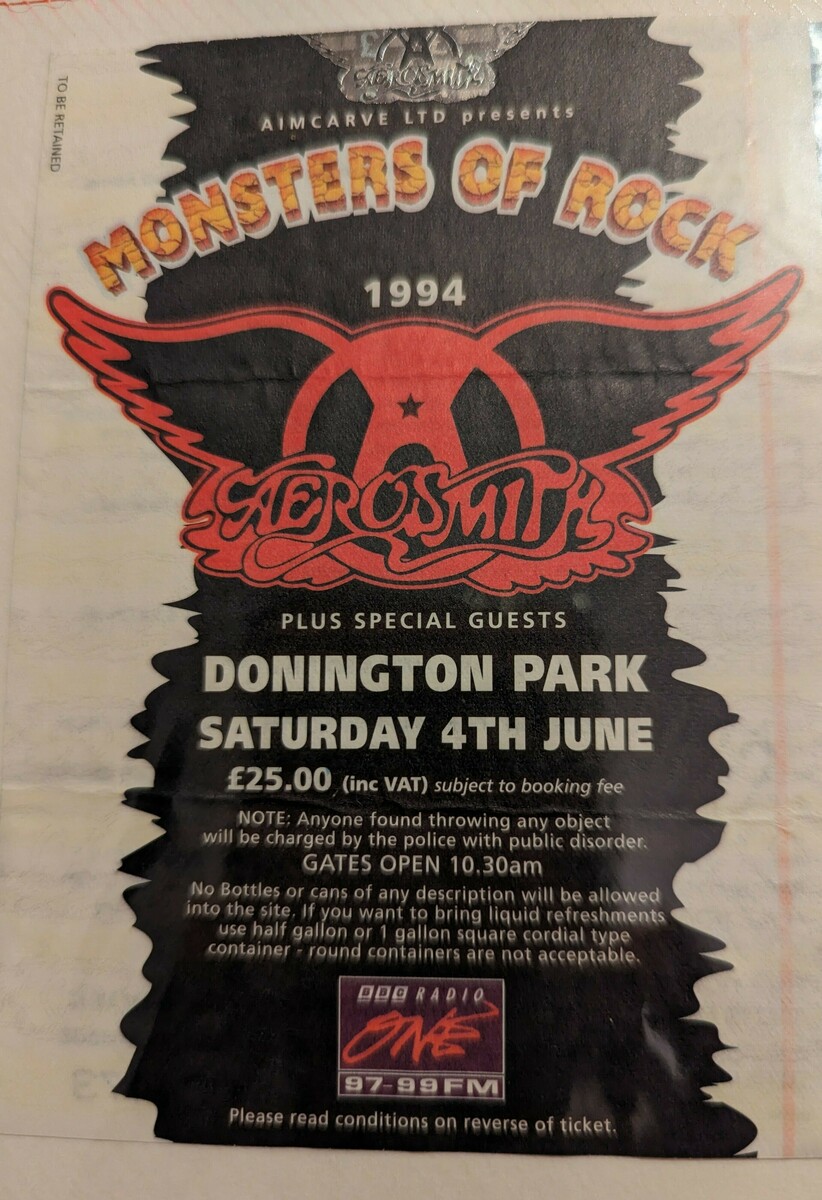 AEROSMITH
TO BE RETAINED
AIMCARVE LTD presents
MONSTERS OF ROCK
1994
AEROSMITH
PLUS SPECIAL GUESTS
DONINGTON PARK
SATURDAY 4TH JUNE
£25.00 (inc VAT) subject to booking fee
NOTE: Anyone found throwing any object
will be charged by the police with public disorder.
GATES OPEN 10.30am
No Bottles or cans of any description will be allowed
into the site. If you want to bring liquid refreshments
use half gallon or 1 gallon square cordial type
container - round containers are not acceptable.
BBC RADIO
ONE
97-99FM
Please read conditions on reverse of ticket.